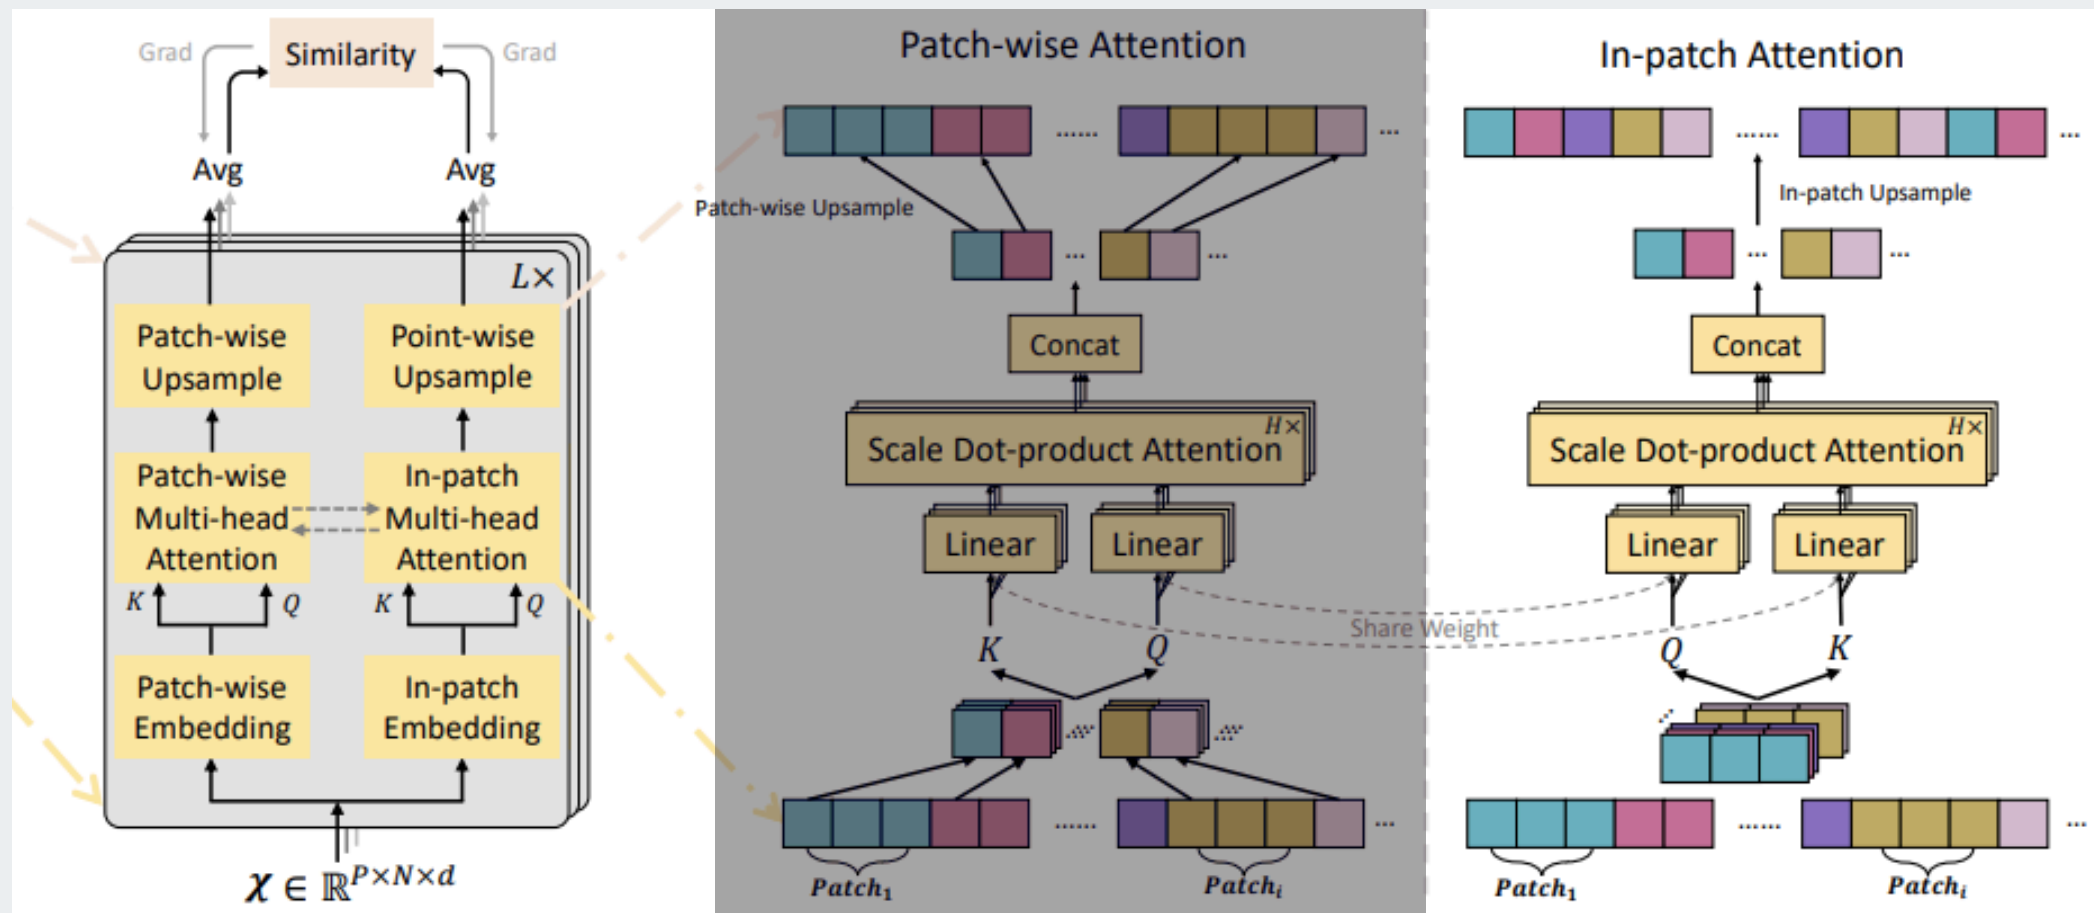 Grad
Similarity
Grad
Avg
Avg
L×
Patch-wise
Upsample
Point-wise
Upsample
Patch-wise
Multi-head
Attention
In-patch
Multi-head
Attention
K
Q
K
Q
Patch-wise
Embedding
In-patch
Embedding
𝒳 ∈ ℝ^{P×N×d}
Patch-wise Attention
......
...
Patch-wise Upsample
...
...
Concat
H×
Scale Dot-product Attention
Linear
Linear
K
Q
Share Weight
......
...
Patch₁
Patchᵢ
In-patch Attention
......
...
In-patch Upsample
...
...
Concat
H×
Scale Dot-product Attention
Linear
Linear
Q
K
......
...
Patch₁
Patchᵢ